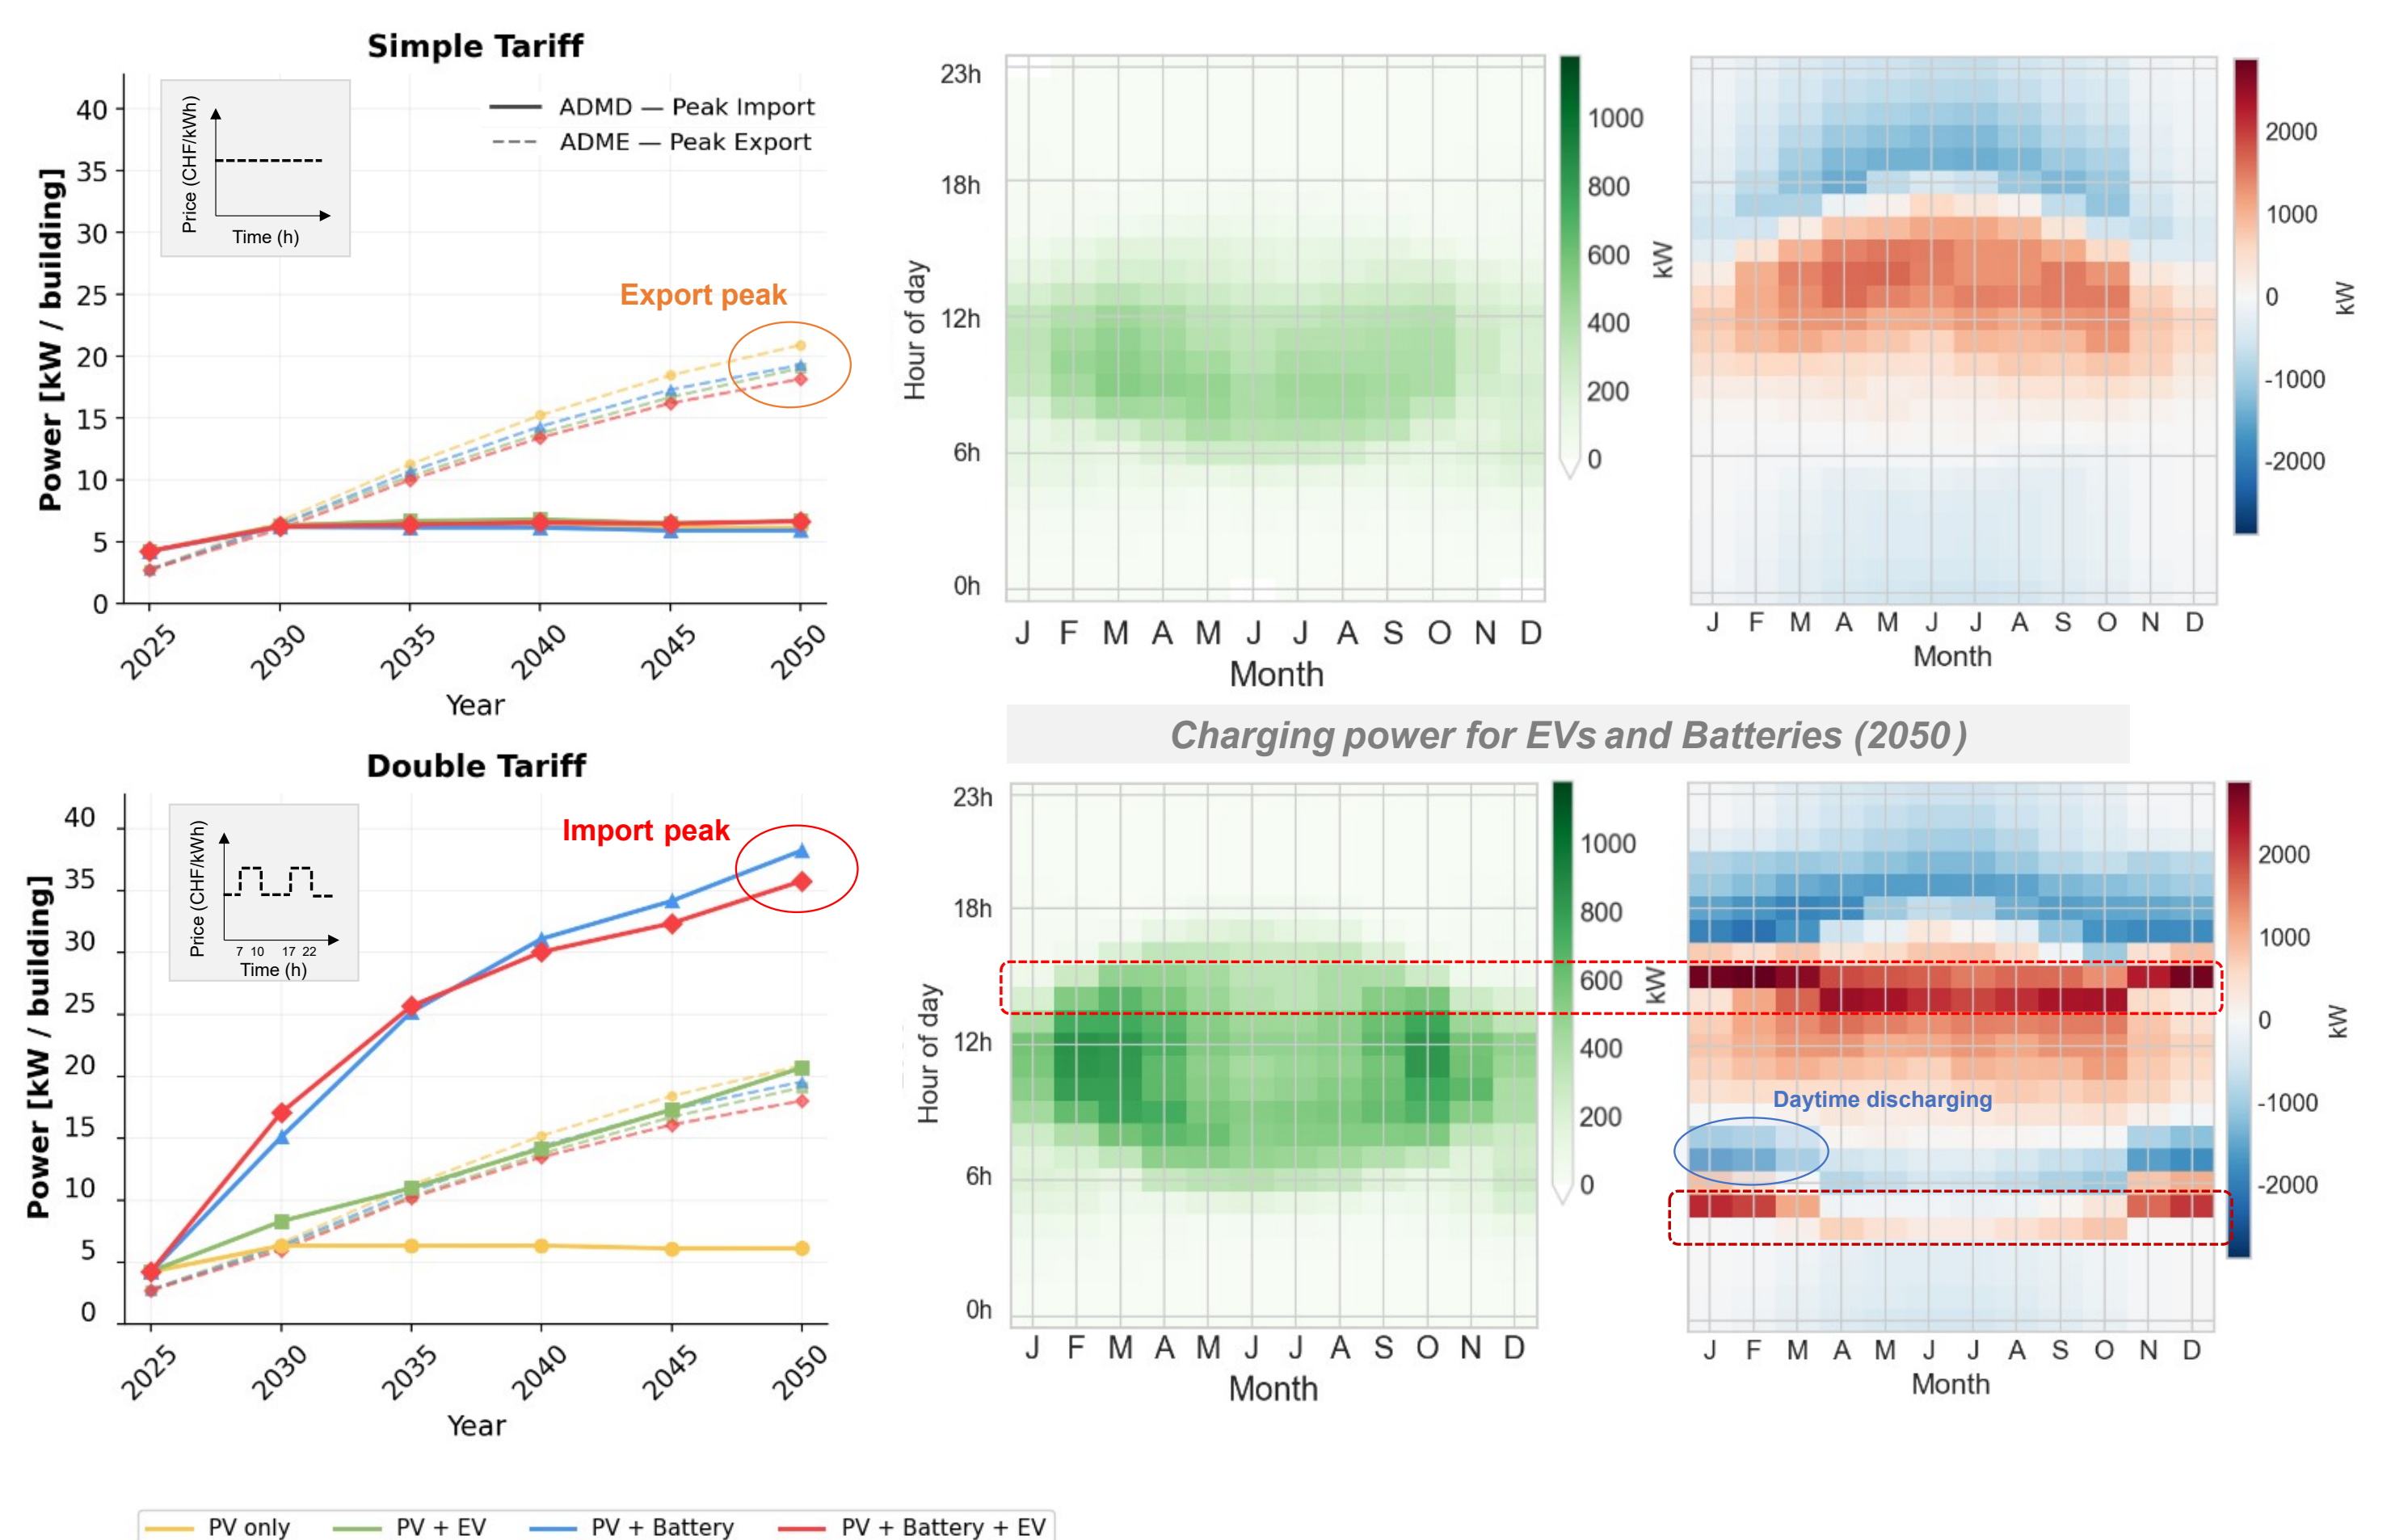 Simple Tariff
Power [kW / building]
40
35
30
25
20
15
10
5
0
Price (CHF/kWh)
Time (h)
ADMD — Peak Import
ADME — Peak Export
Export peak
2025
2030
2035
2040
2045
2050
Year
Hour of day
23h
18h
12h
6h
0h
J F M A M J J A S O N D
Month
1000
800
600
400
200
0
kW
J F M A M J J A S O N D
Month
2000
1000
0
-1000
-2000
kW
Charging power for EVs and Batteries (2050)
Double Tariff
Power [kW / building]
40
35
30
25
20
15
10
5
0
Price (CHF/kWh)
7 10 17 22
Time (h)
Import peak
2025
2030
2035
2040
2045
2050
Year
Hour of day
23h
18h
12h
6h
0h
J F M A M J J A S O N D
Month
1000
800
600
400
200
0
kW
Daytime discharging
J F M A M J J A S O N D
Month
2000
1000
0
-1000
-2000
kW
PV only PV + EV PV + Battery PV + Battery + EV